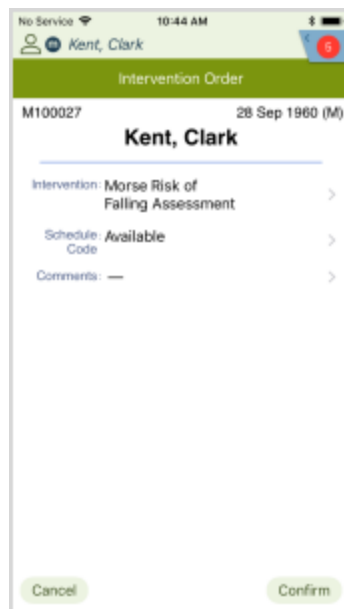 No Service 10:44 AM
m Kent, Clark 5
Intervention Order
M100027 28 Sep 1960 (M)
Kent, Clark
Intervention: Morse Risk of
Falling Assessment
Schedule Available
Code
Comments: —
Cancel Confirm